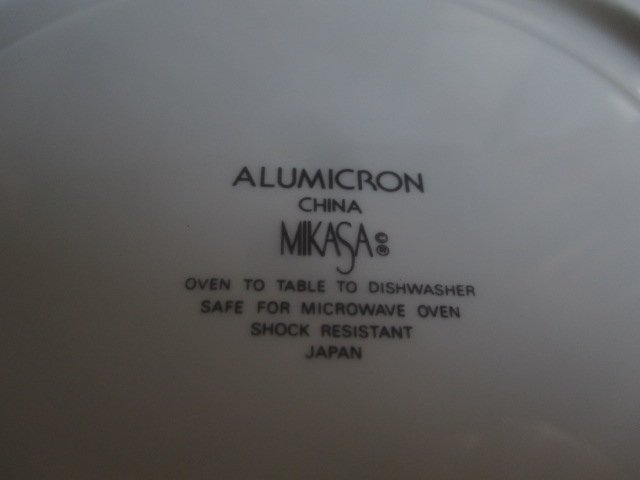 ALUMICRON
CHINA
MIKASA ©®
OVEN TO TABLE TO DISHWASHER
SAFE FOR MICROWAVE OVEN
SHOCK RESISTANT
JAPAN